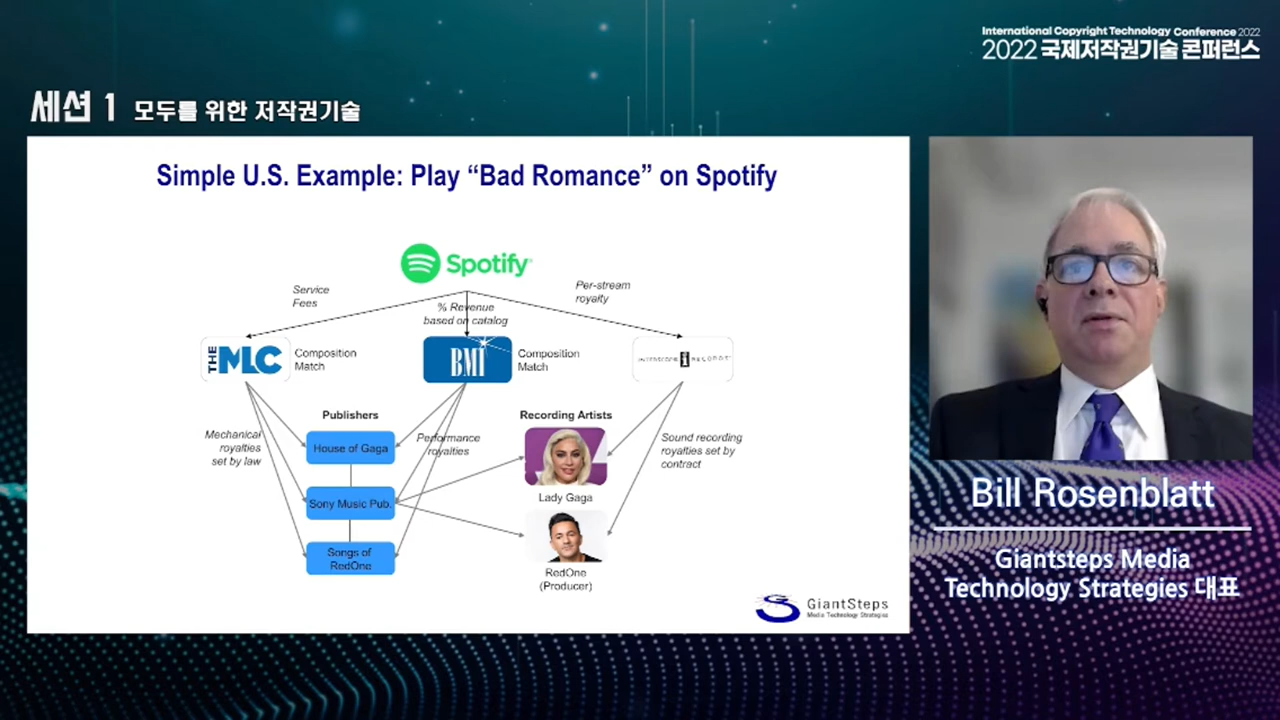 International Copyright Technology Conference 2022
2022 국제저작권기술 콘퍼런스
세션 1 모두를 위한 저작권기술
Simple U.S. Example: Play “Bad Romance” on Spotify
Spotify
Service
Fees
% Revenue
based on catalog
Per-stream
royalty
THE MLC
Composition
Match
BMI
Composition
Match
INTERSCOPE RECORDS
Publishers
Recording Artists
Mechanical
royalties
set by law
House of Gaga
Performance
royalties
Sound recording
royalties set by
contract
Sony Music Pub.
Lady Gaga
Songs of
RedOne
RedOne
(Producer)
GiantSteps
Media Technology Strategies
Bill Rosenblatt
Giantsteps Media
Technology Strategies 대표